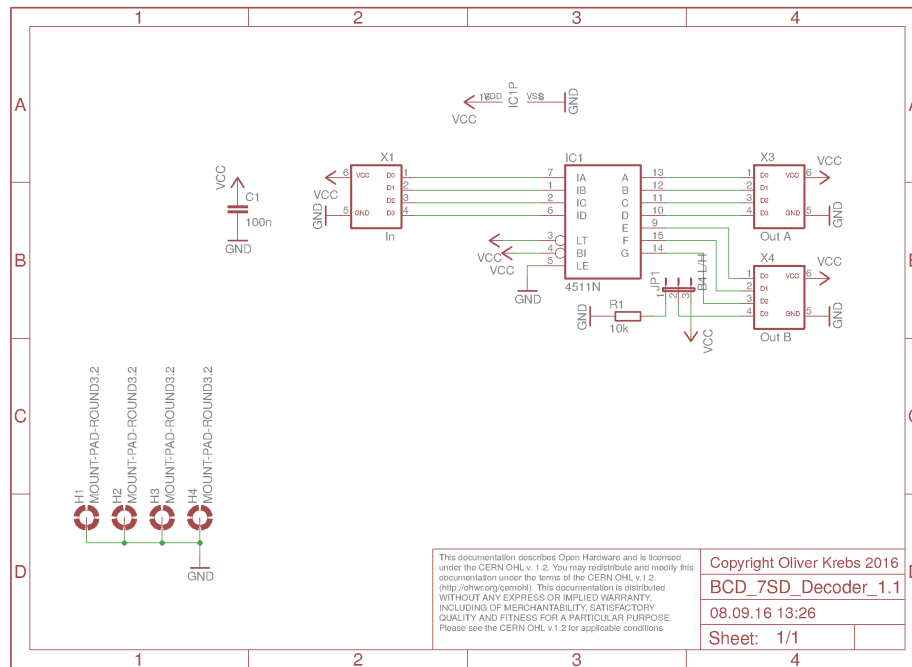 1 2 3 4
A
VCC 16 VDD IC1P VSS 8 GND
X1 IC1 X3
VCC 6 VCC D0 1 7 IA A 13 1 D0 VCC 6 VCC
D1 2 1 IB B 12 2 D1
D2 3 2 IC C 11 3 D2
GND 5 GND D3 4 6 ID D 10 4 D3 GND 5 GND
In E 9 Out A
VCC C1 100n GND
B
VCC 3 LT F 15
VCC 4 BI G 14
5 LE
GND 4511N
X4
1 D0 VCC 6 VCC
2 D1
3 D2
4 D3 GND 5 GND
Out B
JP1 1 2 3 B4 L/H
GND R1 10k VCC
C
H1 MOUNT-PAD-ROUND3.2
H2 MOUNT-PAD-ROUND3.2
H3 MOUNT-PAD-ROUND3.2
H4 MOUNT-PAD-ROUND3.2
GND
D
This documentation describes Open Hardware and is licensed
under the CERN OHL v. 1.2. You may redistribute and modify this
documentation under the terms of the CERN OHL v.1.2.
(http://ohwr.org/cernohl). This documentation is distributed
WITHOUT ANY EXPRESS OR IMPLIED WARRANTY,
INCLUDING OF MERCHANTABILITY, SATISFACTORY
QUALITY AND FITNESS FOR A PARTICULAR PURPOSE.
Please see the CERN OHL v.1.2 for applicable conditions
Copyright Oliver Krebs 2016
BCD_7SD_Decoder_1.1
08.09.16 13:26
Sheet: 1/1
1 2 3 4